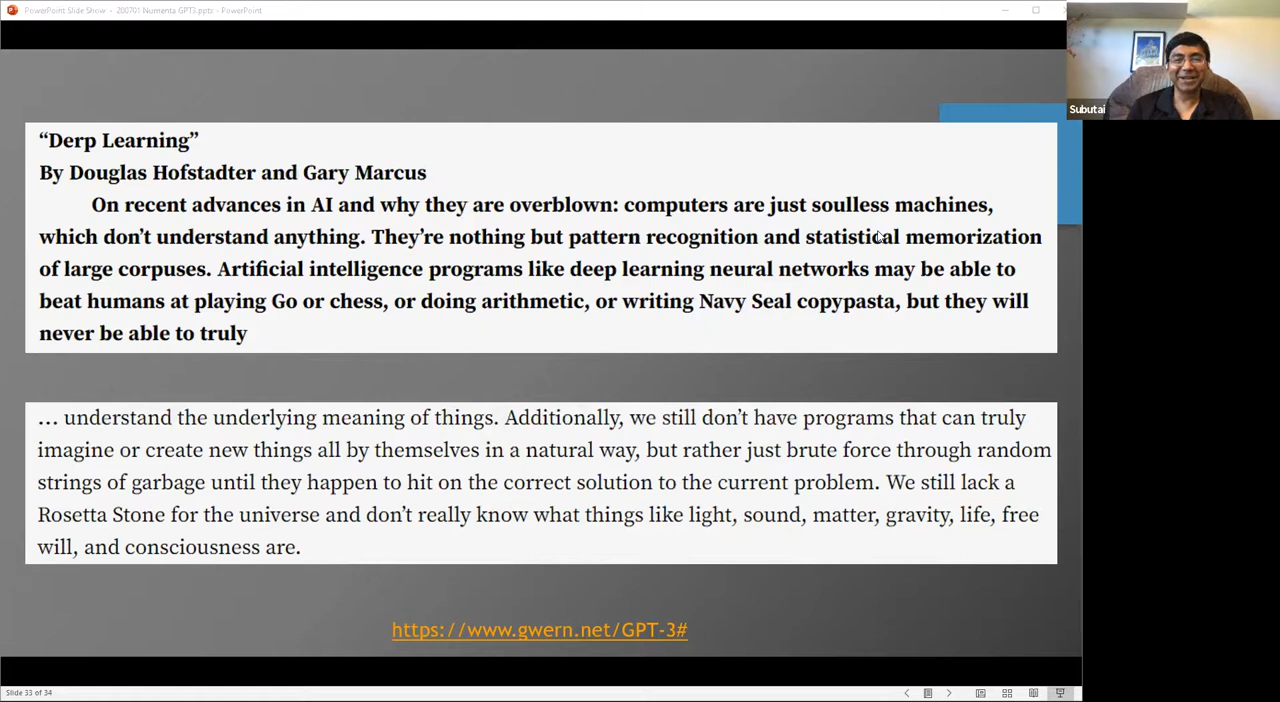 PowerPoint Slide Show - 200701 Numenta GPT3.pptx - PowerPoint
Subutai
“Derp Learning”
By Douglas Hofstadter and Gary Marcus
On recent advances in AI and why they are overblown: computers are just soulless machines,
which don’t understand anything. They’re nothing but pattern recognition and statistical memorization
of large corpuses. Artificial intelligence programs like deep learning neural networks may be able to
beat humans at playing Go or chess, or doing arithmetic, or writing Navy Seal copypasta, but they will
never be able to truly
… understand the underlying meaning of things. Additionally, we still don’t have programs that can truly
imagine or create new things all by themselves in a natural way, but rather just brute force through random
strings of garbage until they happen to hit on the correct solution to the current problem. We still lack a
Rosetta Stone for the universe and don’t really know what things like light, sound, matter, gravity, life, free
will, and consciousness are.
https://www.gwern.net/GPT-3#
Slide 33 of 34